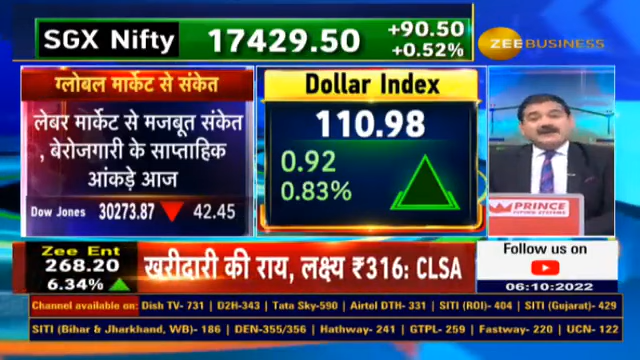 SGX Nifty 17429.50 +90.50 +0.52%
ZEE BUSINESS
ग्लोबल मार्केट से संकेत
लेबर मार्केट से मजबूत संकेत
, बेरोजगारी के साप्ताहिक
आंकड़े आज
Dow Jones 30273.87 42.45
Dollar Index
110.98
0.92
0.83%
PRINCE
PIPING SYSTEMS
Zee Ent
268.20
6.34%
खरीदारी की राय, लक्ष्य ₹316: CLSA
Follow us on
06:10:2022
Channel available on: Dish TV- 731 | D2H-343 | Tata Sky-590 | Airtel DTH- 331 | SITI (ROI)- 404 | SITI (Gujarat)- 429
SITI (Bihar & Jharkhand, WB)- 186 | DEN-355/356 | Hathway- 241 | GTPL- 259 | Fastway- 220 | UCN- 122